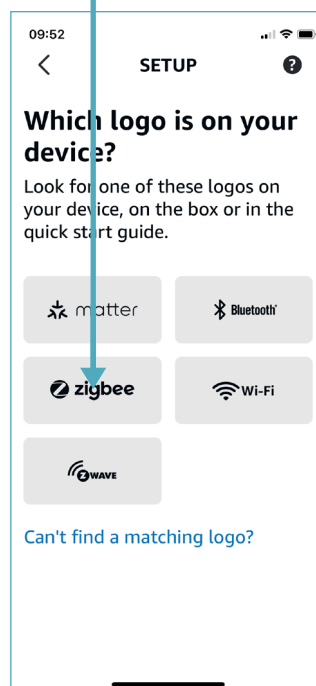 09:52
SETUP
?
Which logo is on your
device?
Look for one of these logos on
your device, on the box or in the
quick start guide.
matter
Bluetooth®
zigbee
Wi-Fi
Z WAVE
Can't find a matching logo?